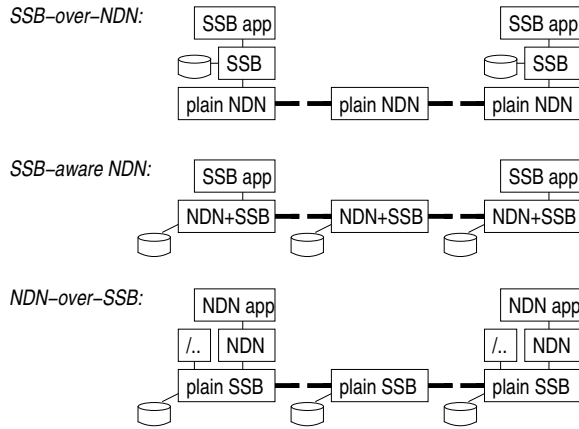 SSB−over−NDN:
SSB app SSB app
SSB SSB
plain NDN plain NDN plain NDN
SSB−aware NDN:
SSB app SSB app
NDN+SSB NDN+SSB NDN+SSB
NDN−over−SSB:
NDN app NDN app
/.. NDN /.. NDN
plain SSB plain SSB plain SSB